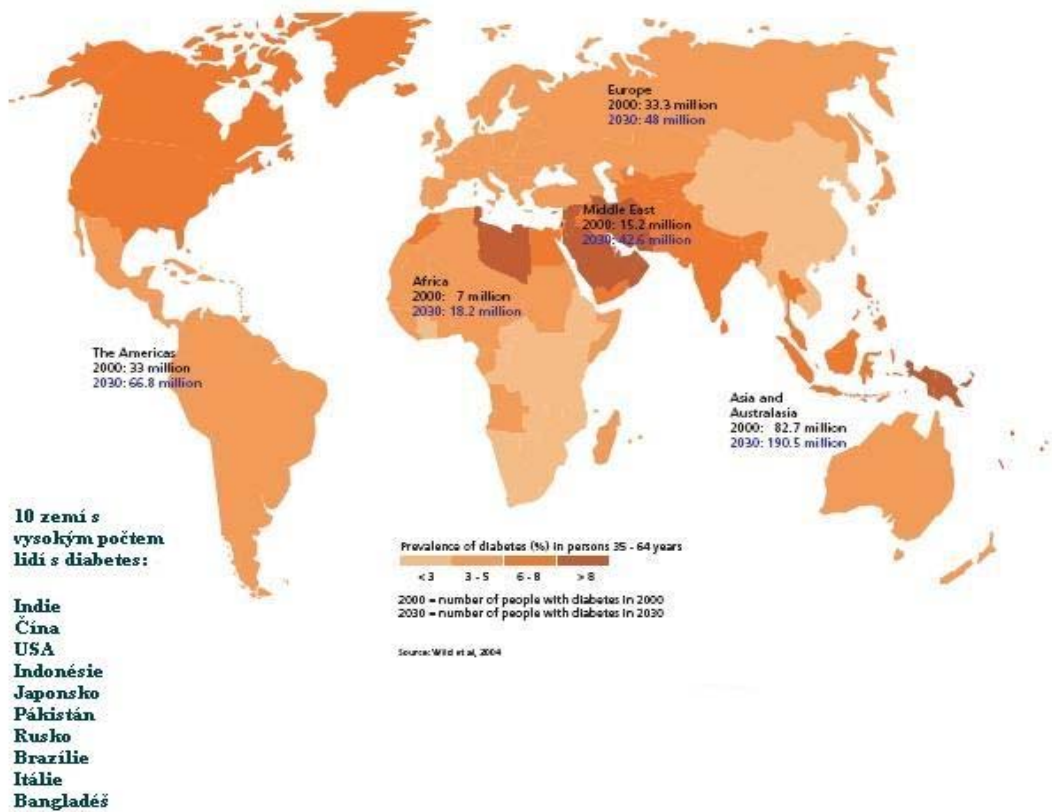 Europe
2000: 33.3 million
2030: 48 million
Middle East
2000: 15.2 million
2030: 42.6 million
Africa
2000: 7 million
2030: 18.2 million
The Americas
2000: 33 million
2030: 66.8 million
Asia and
Australasia
2000: 82.7 million
2030: 190.5 million
10 zemí s
vysokým počtem
lidí s diabetes:
Indie
Čína
USA
Indonésie
Japonsko
Pákistán
Rusko
Brazílie
Itálie
Bangladéš
Prevalence of diabetes (%) in persons 35 - 64 years
< 3 3 - 5 6 - 8 > 8
2000 = number of people with diabetes in 2000
2030 = number of people with diabetes in 2030
Source: Wild et al, 2004